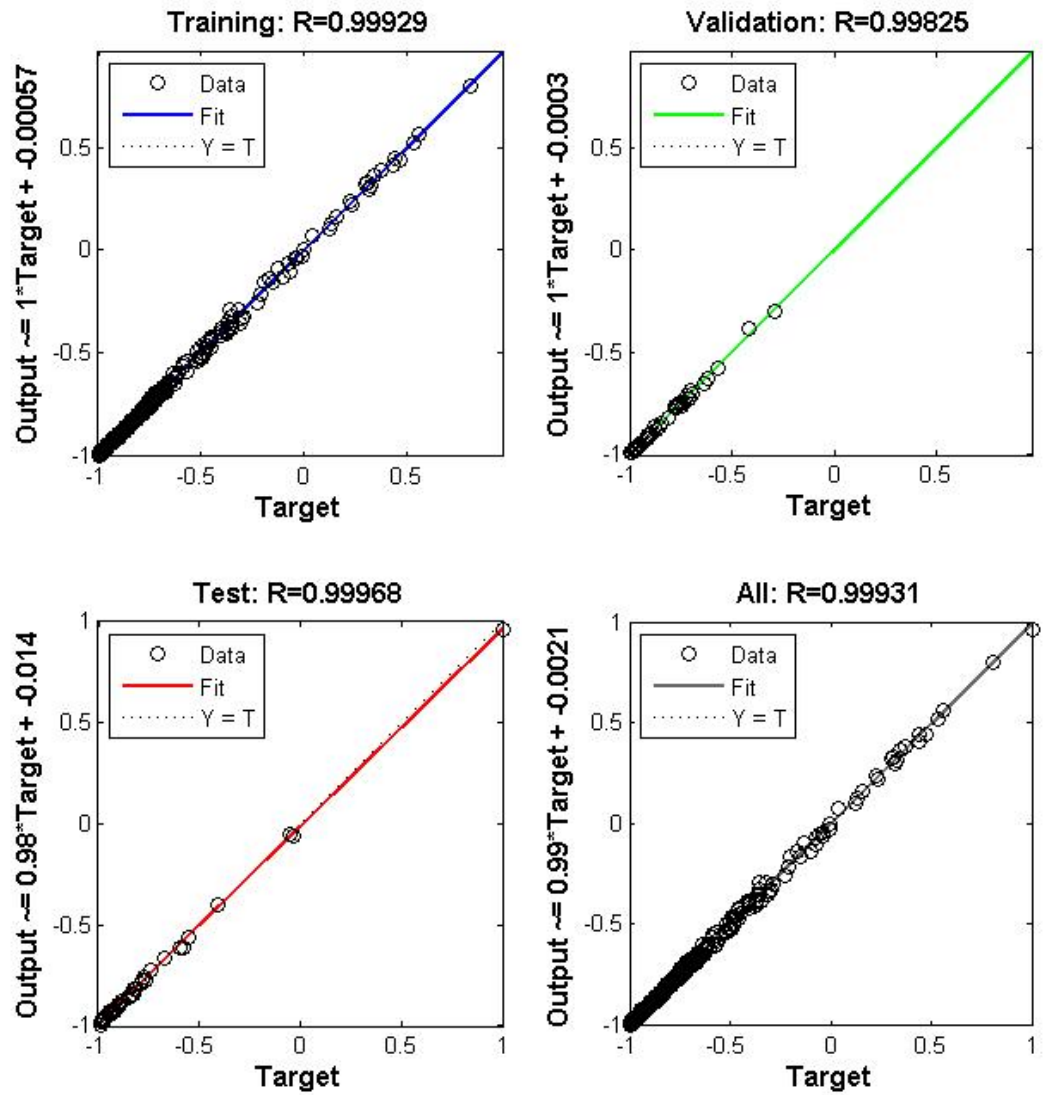 Training: R=0.99929
Output ~= 1*Target + -0.00057
Data
Fit
Y = T
0.5
0
-0.5
-1
-1 -0.5 0 0.5
Target
Validation: R=0.99825
Output ~= 1*Target + -0.0003
Data
Fit
Y = T
0.5
0
-0.5
-1
-1 -0.5 0 0.5
Target
Test: R=0.99968
Output ~= 0.98*Target + -0.014
Data
Fit
Y = T
1
0.5
0
-0.5
-1
-1 -0.5 0 0.5 1
Target
All: R=0.99931
Output ~= 0.99*Target + -0.0021
Data
Fit
Y = T
1
0.5
0
-0.5
-1
-1 -0.5 0 0.5 1
Target